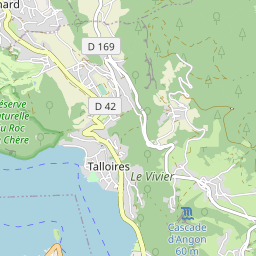 nard
D 169
D 42
éserve
aturelle
u Roc
e Chère
Talloires
Le Vivier
Cascade
d'Angon
60 m